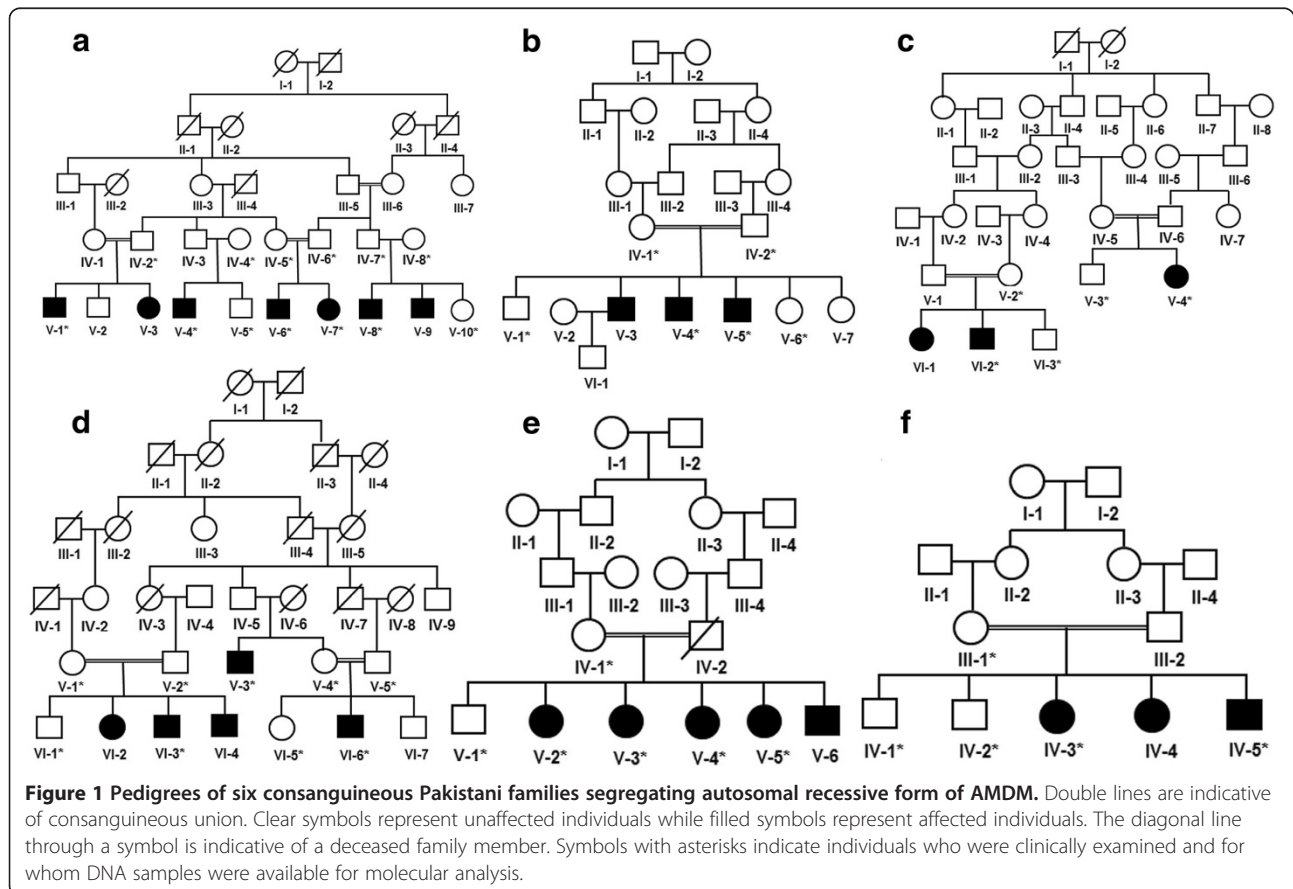 a
I-1 I-2
II-1 II-2 II-3 II-4
III-1 III-2 III-3 III-4 III-5 III-6 III-7
IV-1 IV-2* IV-3 IV-4* IV-5* IV-6* IV-7* IV-8*
V-1* V-2 V-3 V-4* V-5* V-6* V-7* V-8* V-9 V-10*
b
I-1 I-2
II-1 II-2 II-3 II-4
III-1 III-2 III-3 III-4
IV-1* IV-2*
V-1* V-2 V-3 V-4* V-5* V-6* V-7
VI-1
c
I-1 I-2
II-1 II-2 II-3 II-4 II-5 II-6 II-7 II-8
III-1 III-2 III-3 III-4 III-5 III-6
IV-1 IV-2 IV-3 IV-4 IV-5 IV-6 IV-7
V-1 V-2* V-3* V-4*
VI-1 VI-2* VI-3*
d
I-1 I-2
II-1 II-2 II-3 II-4
III-1 III-2 III-3 III-4 III-5
IV-1 IV-2 IV-3 IV-4 IV-5 IV-6 IV-7 IV-8 IV-9
V-1* V-2* V-3* V-4* V-5*
VI-1* VI-2 VI-3* VI-4 VI-5* VI-6* VI-7
e
I-1 I-2
II-1 II-2 II-3 II-4
III-1 III-2 III-3 III-4
IV-1* IV-2
V-1* V-2* V-3* V-4* V-5* V-6
f
I-1 I-2
II-1 II-2 II-3 II-4
III-1* III-2
IV-1* IV-2* IV-3* IV-4 IV-5*
Figure 1 Pedigrees of six consanguineous Pakistani families segregating autosomal recessive form of AMDM. Double lines are indicative
of consanguineous union. Clear symbols represent unaffected individuals while filled symbols represent affected individuals. The diagonal line
through a symbol is indicative of a deceased family member. Symbols with asterisks indicate individuals who were clinically examined and for
whom DNA samples were available for molecular analysis.